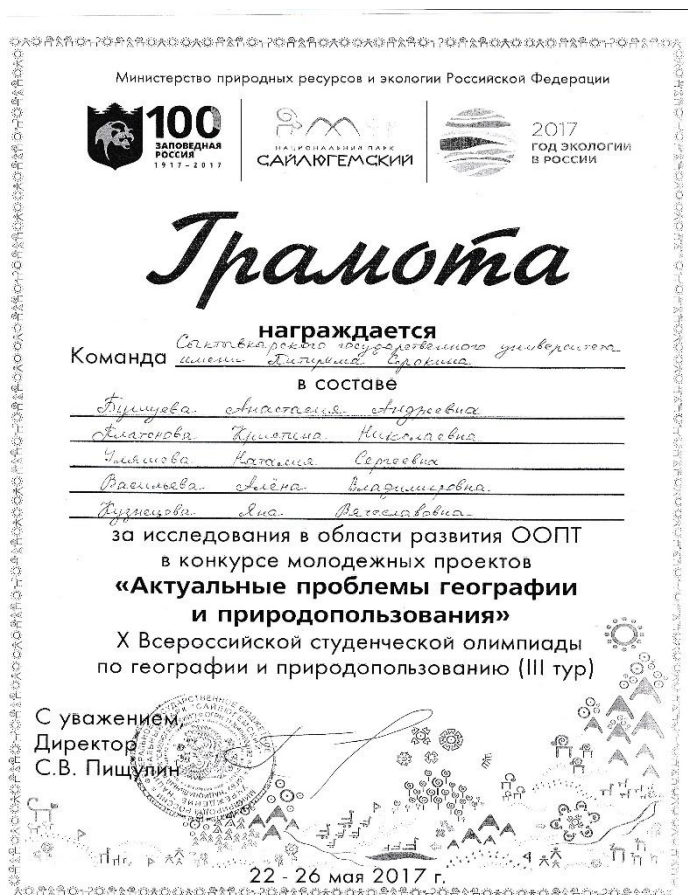 Министерство природных ресурсов и экологии Российской Федерации
100
ЗАПОВЕДНАЯ
РОССИЯ
1917-2017
НАЦИОНАЛЬНЫЙ ПАРК
САЙЛЮГЕМСКИЙ
2017
ГОД ЭКОЛОГИИ
В РОССИИ
Грамота
награждается
Команда Сыктывкарского государственного университета
имени Питирима Сорокина
в составе
Анастасия Андреевна
Платонова Кристина Николаевна
Уляшова Наталия Сергеевна
Васильева Алёна Владимировна
Кузнецова Яна Вячеславовна
за исследования в области развития ООПТ
в конкурсе молодежных проектов
«Актуальные проблемы географии
и природопользования»
X Всероссийской студенческой олимпиады
по географии и природопользованию (III тур)
С уважением,
Директор
С.В. Пищулин
22 - 26 мая 2017 г.